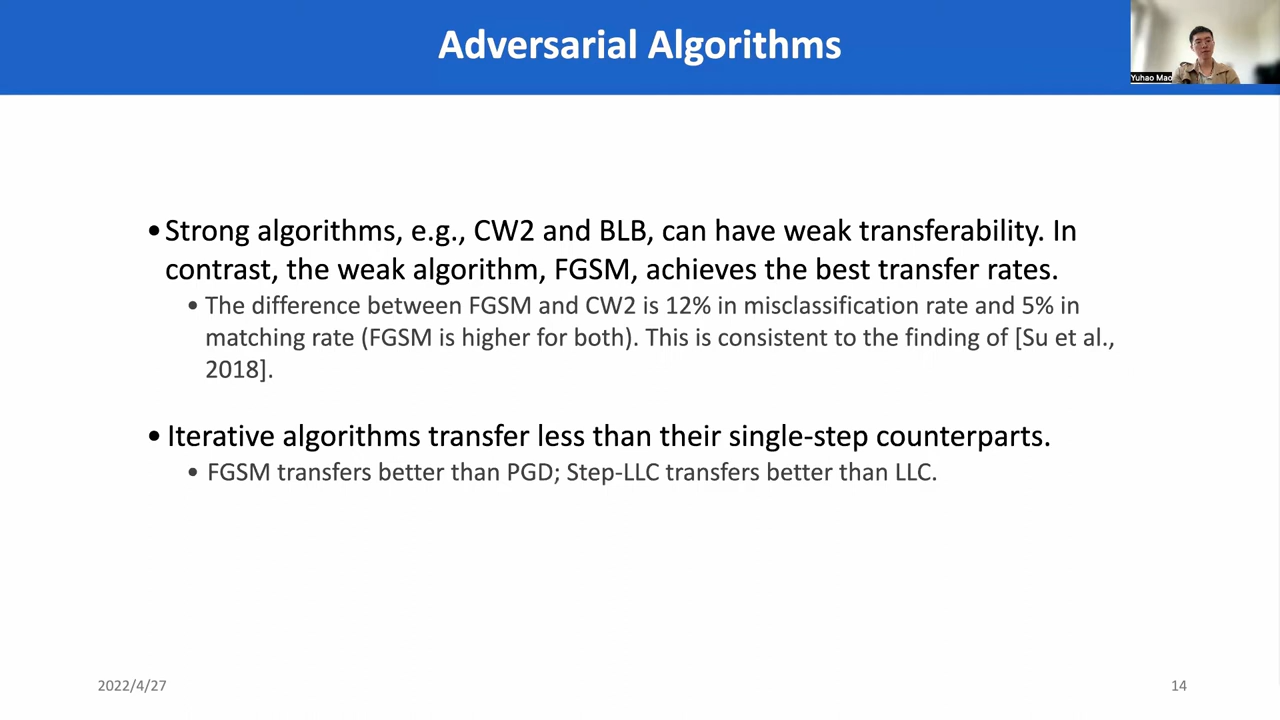 Adversarial Algorithms
Yuhao Mao
•Strong algorithms, e.g., CW2 and BLB, can have weak transferability. In
contrast, the weak algorithm, FGSM, achieves the best transfer rates.
• The difference between FGSM and CW2 is 12% in misclassification rate and 5% in
matching rate (FGSM is higher for both). This is consistent to the finding of [Su et al.,
2018].
• Iterative algorithms transfer less than their single-step counterparts.
• FGSM transfers better than PGD; Step-LLC transfers better than LLC.
2022/4/27
14